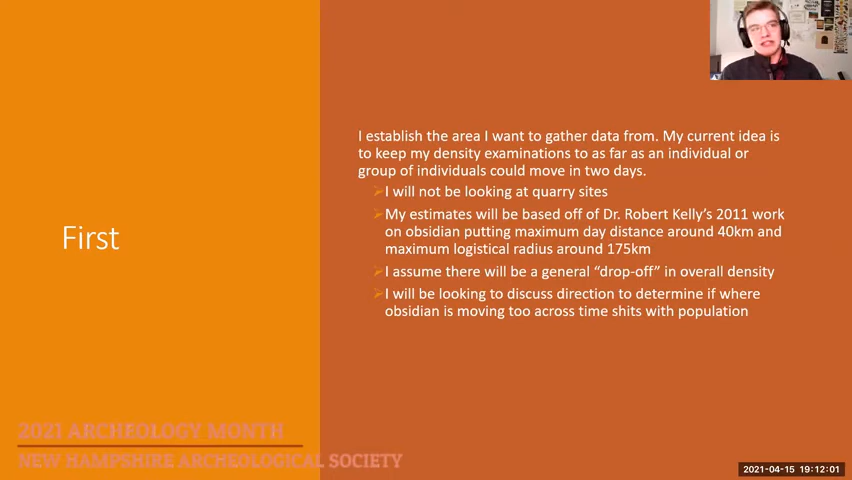 First
I establish the area I want to gather data from. My current idea is
to keep my density examinations to as far as an individual or
group of individuals could move in two days.
I will not be looking at quarry sites
My estimates will be based off of Dr. Robert Kelly's 2011 work
on obsidian putting maximum day distance around 40km and
maximum logistical radius around 175km
I assume there will be a general “drop-off” in overall density
I will be looking to discuss direction to determine if where
obsidian is moving too across time shits with population
2021 ARCHEOLOGY MONTH
NEW HAMPSHIRE ARCHEOLOGICAL SOCIETY
2021-04-15 19:12:01